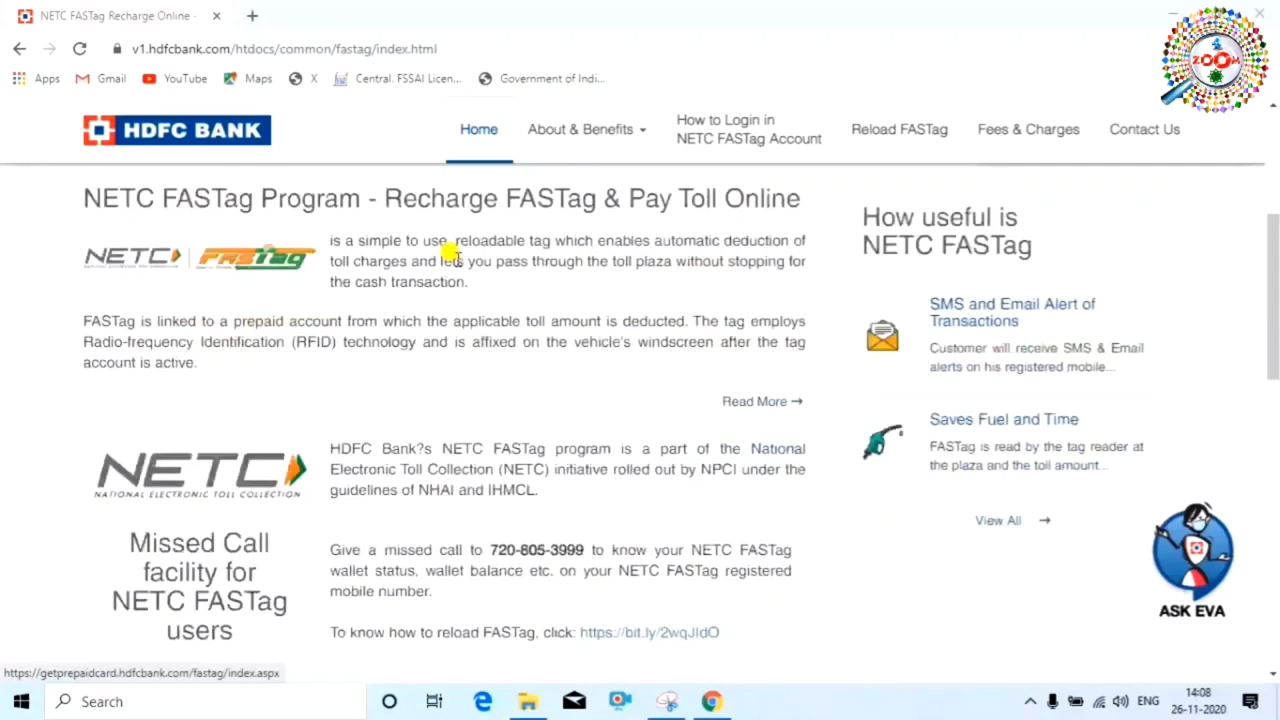 NETC FASTag Recharge Online -
v1.hdfcbank.com/htdocs/common/fastag/index.html
Apps Gmail YouTube Maps X Central. FSSAI Licen... Government of Indi...
ZOOM
HDFC BANK
Home About & Benefits How to Login in
NETC FASTag Account Reload FASTag Fees & Charges Contact Us
NETC FASTag Program - Recharge FASTag & Pay Toll Online
NETC FASTag
is a simple to use, reloadable tag which enables automatic deduction of
toll charges and lets you pass through the toll plaza without stopping for
the cash transaction.
FASTag is linked to a prepaid account from which the applicable toll amount is deducted. The tag employs
Radio-frequency Identification (RFID) technology and is affixed on the vehicle's windscreen after the tag
account is active.
Read More →
NETC
NATIONAL ELECTRONIC TOLL COLLECTION
HDFC Bank?s NETC FASTag program is a part of the National
Electronic Toll Collection (NETC) initiative rolled out by NPCI under the
guidelines of NHAI and IHMCL.
Missed Call
facility for
NETC FASTag
users
Give a missed call to 720-805-3999 to know your NETC FASTag
wallet status, wallet balance etc. on your NETC FASTag registered
mobile number.
To know how to reload FASTag, click: https://bit.ly/2wqJIdO
How useful is
NETC FASTag
SMS and Email Alert of
Transactions
Customer will receive SMS & Email
alerts on his registered mobile...
Saves Fuel and Time
FASTag is read by the tag reader at
the plaza and the toll amount...
View All →
ASK EVA
https://getprepaidcard.hdfcbank.com/fastag/index.aspx
Search
ENG
14:08
26-11-2020